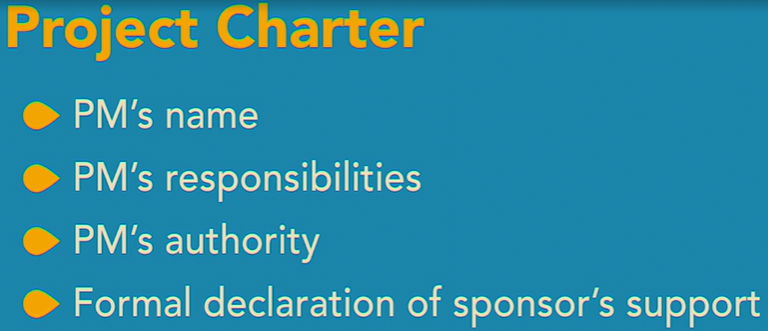 Project Charter
PM’s name
PM’s responsibilities
PM’s authority
Formal declaration of sponsor’s support